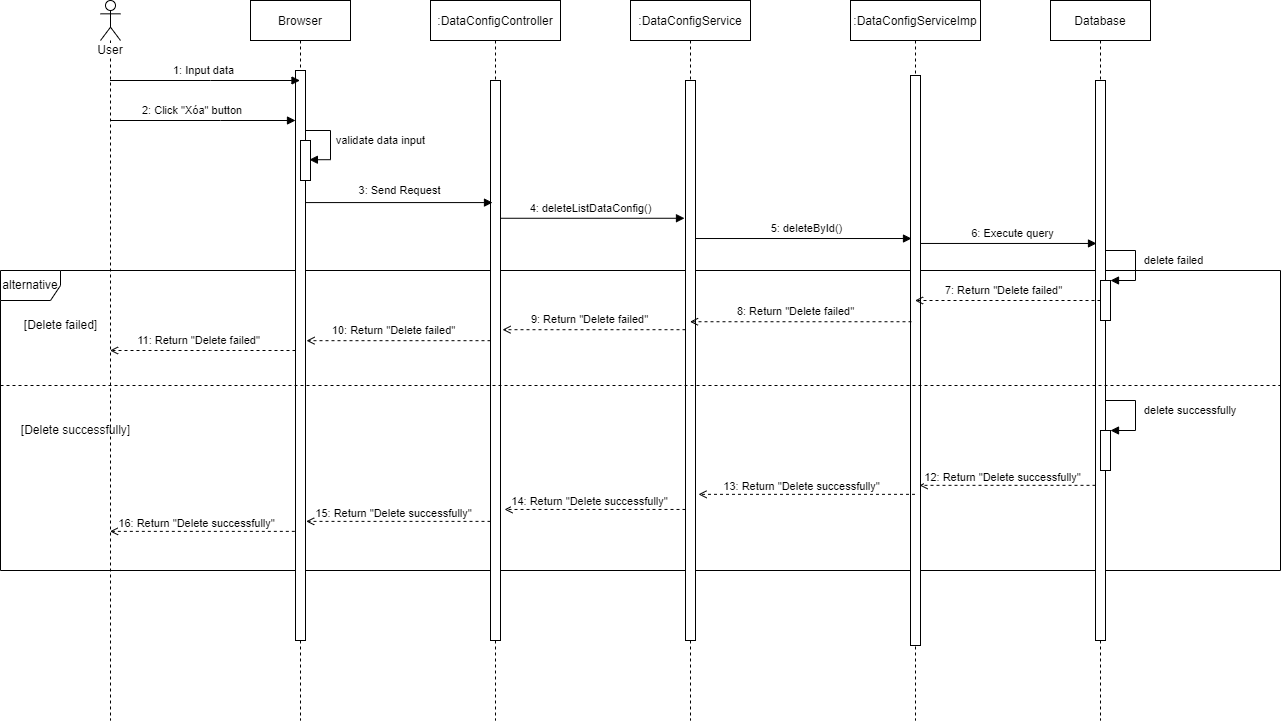 Browser
:DataConfigController
:DataConfigService
:DataConfigServiceImp
Database
User
1: Input data
2: Click "Xóa" button
validate data input
3: Send Request
4: deleteListDataConfig()
5: deleteById()
6: Execute query
delete failed
alternative
[Delete failed]
7: Return "Delete failed"
8: Return "Delete failed"
9: Return "Delete failed"
10: Return "Delete failed"
11: Return "Delete failed"
delete successfully
[Delete successfully]
12: Return "Delete successfully"
13: Return "Delete successfully"
14: Return "Delete successfully"
15: Return "Delete successfully"
16: Return "Delete successfully"